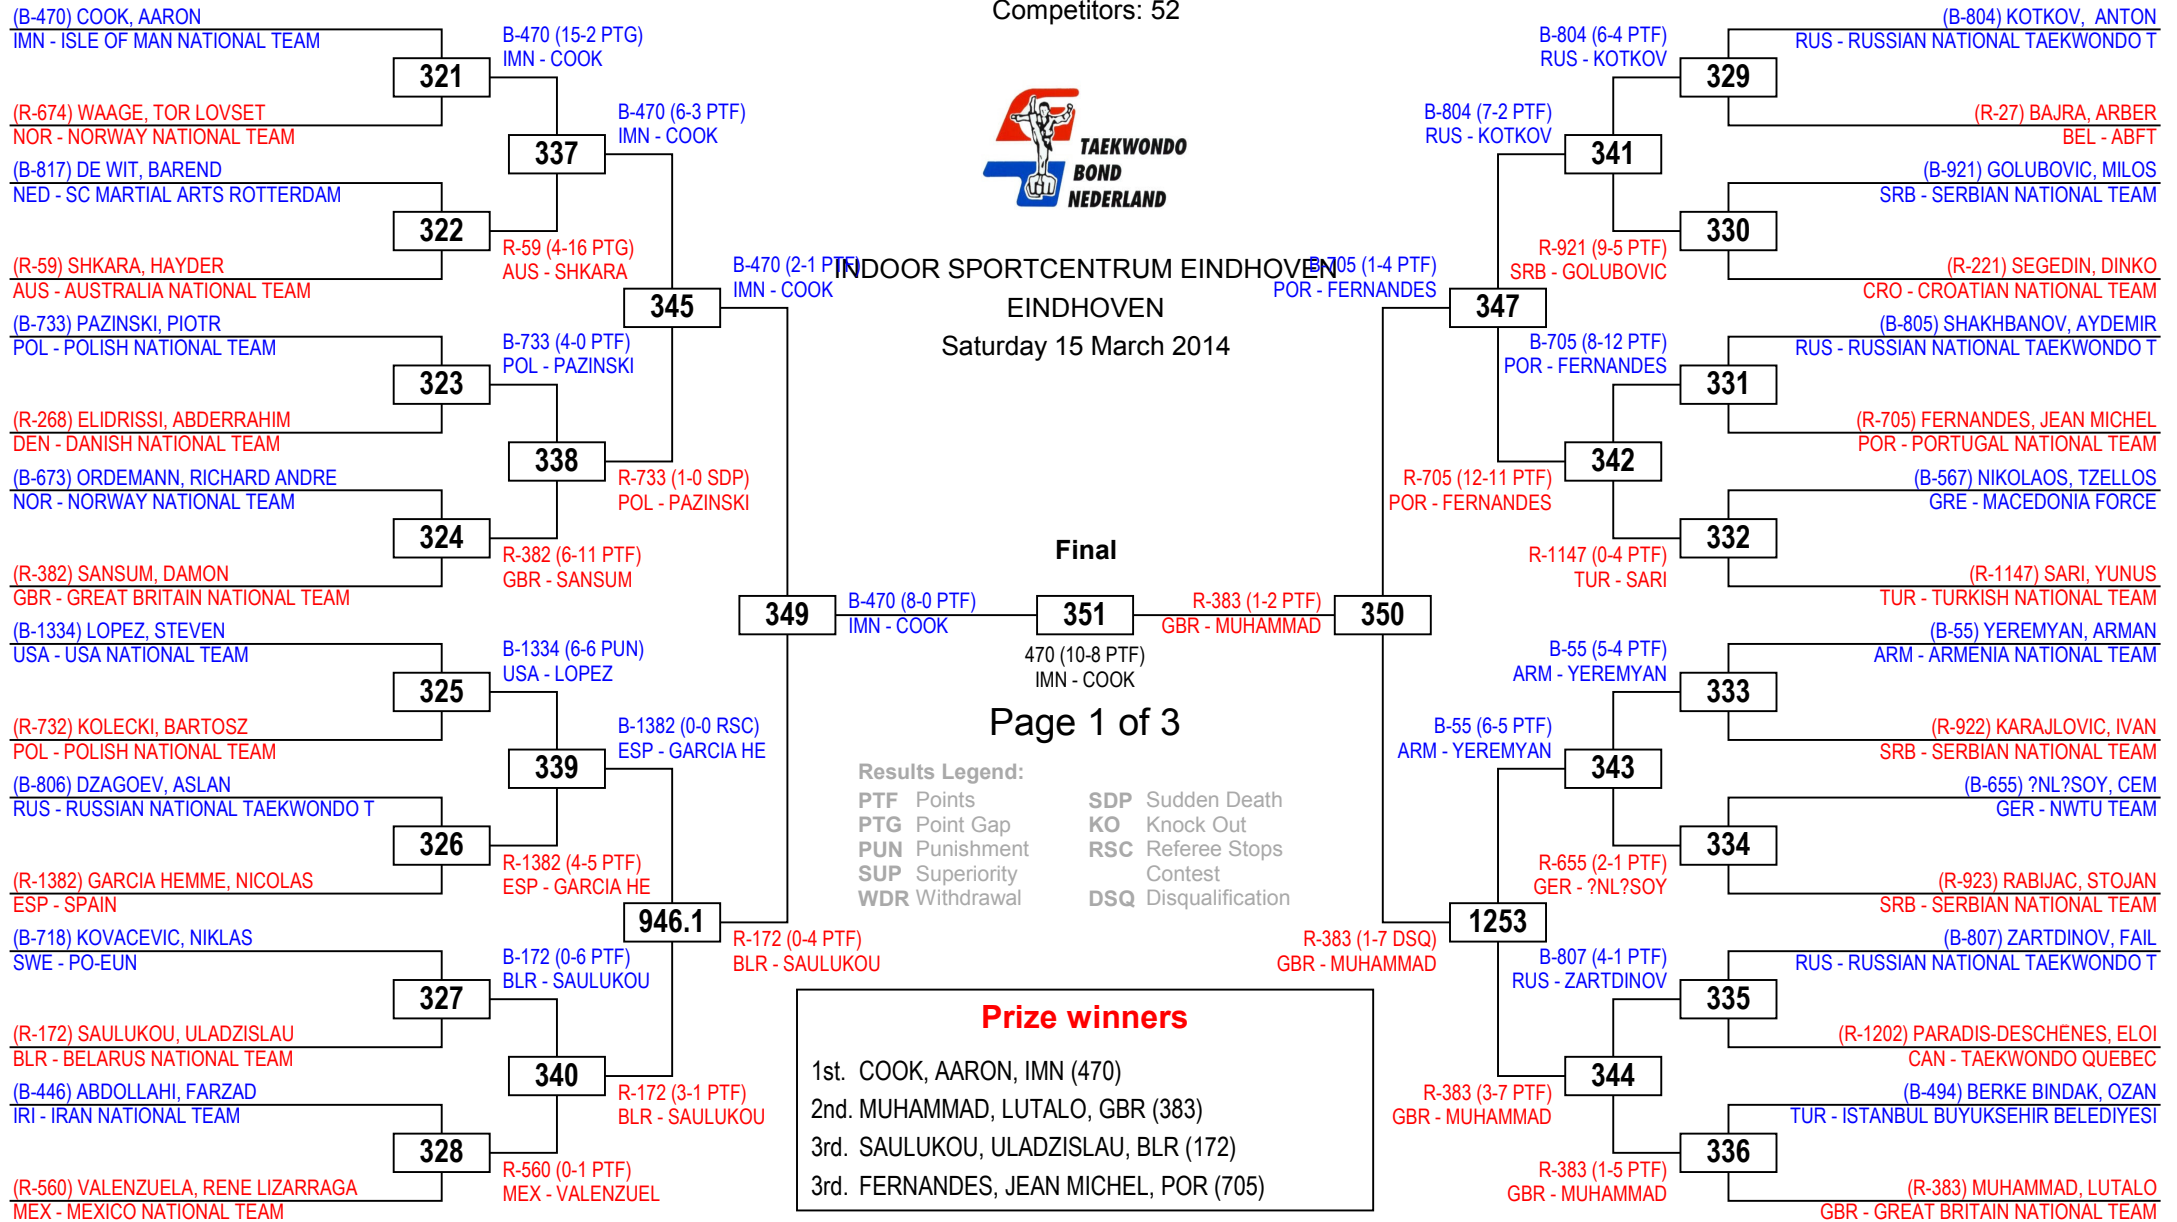 Competitors: 52
TAEKWONDO
BOND
NEDERLAND
INDOOR SPORTCENTRUM EINDHOVEN
EINDHOVEN
Saturday 15 March 2014
(B-470) COOK, AARON
IMN - ISLE OF MAN NATIONAL TEAM
321
(R-674) WAAGE, TOR LOVSET
NOR - NORWAY NATIONAL TEAM
(B-817) DE WIT, BAREND
NED - SC MARTIAL ARTS ROTTERDAM
322
(R-59) SHKARA, HAYDER
AUS - AUSTRALIA NATIONAL TEAM
(B-733) PAZINSKI, PIOTR
POL - POLISH NATIONAL TEAM
323
(R-268) ELIDRISSI, ABDERRAHIM
DEN - DANISH NATIONAL TEAM
(B-673) ORDEMANN, RICHARD ANDRE
NOR - NORWAY NATIONAL TEAM
324
(R-382) SANSUM, DAMON
GBR - GREAT BRITAIN NATIONAL TEAM
(B-1334) LOPEZ, STEVEN
USA - USA NATIONAL TEAM
325
(R-732) KOLECKI, BARTOSZ
POL - POLISH NATIONAL TEAM
(B-806) DZAGOEV, ASLAN
RUS - RUSSIAN NATIONAL TAEKWONDO T
326
(R-1382) GARCIA HEMME, NICOLAS
ESP - SPAIN
(B-718) KOVACEVIC, NIKLAS
SWE - PO-EUN
327
(R-172) SAULUKOU, ULADZISLAU
BLR - BELARUS NATIONAL TEAM
(B-446) ABDOLLAHI, FARZAD
IRI - IRAN NATIONAL TEAM
328
(R-560) VALENZUELA, RENE LIZARRAGA
MEX - MEXICO NATIONAL TEAM
B-470 (15-2 PTG)
IMN - COOK
337
R-59 (4-16 PTG)
AUS - SHKARA
B-733 (4-0 PTF)
POL - PAZINSKI
338
R-382 (6-11 PTF)
GBR - SANSUM
B-1334 (6-6 PUN)
USA - LOPEZ
339
R-1382 (4-5 PTF)
ESP - GARCIA HE
B-172 (0-6 PTF)
BLR - SAULUKOU
340
R-560 (0-1 PTF)
MEX - VALENZUEL
B-470 (6-3 PTF)
IMN - COOK
345
R-733 (1-0 SDP)
POL - PAZINSKI
B-1382 (0-0 RSC)
ESP - GARCIA HE
946.1
R-172 (3-1 PTF)
BLR - SAULUKOU
B-470 (2-1 PTF)
IMN - COOK
349
R-172 (0-4 PTF)
BLR - SAULUKOU
B-470 (8-0 PTF)
IMN - COOK
Final
351
470 (10-8 PTF)
IMN - COOK
R-383 (1-2 PTF)
GBR - MUHAMMAD
350
B-705 (1-4 PTF)
POR - FERNANDES
R-383 (1-7 DSQ)
GBR - MUHAMMAD
B-804 (7-2 PTF)
RUS - KOTKOV
347
R-705 (12-11 PTF)
POR - FERNANDES
B-55 (6-5 PTF)
ARM - YEREMYAN
1253
R-383 (3-7 PTF)
GBR - MUHAMMAD
B-804 (6-4 PTF)
RUS - KOTKOV
341
R-921 (9-5 PTF)
SRB - GOLUBOVIC
B-705 (8-12 PTF)
POR - FERNANDES
342
R-1147 (0-4 PTF)
TUR - SARI
B-55 (5-4 PTF)
ARM - YEREMYAN
343
R-655 (2-1 PTF)
GER - ?NL?SOY
B-807 (4-1 PTF)
RUS - ZARTDINOV
344
R-383 (1-5 PTF)
GBR - MUHAMMAD
(B-804) KOTKOV, ANTON
RUS - RUSSIAN NATIONAL TAEKWONDO T
329
(R-27) BAJRA, ARBER
BEL - ABFT
(B-921) GOLUBOVIC, MILOS
SRB - SERBIAN NATIONAL TEAM
330
(R-221) SEGEDIN, DINKO
CRO - CROATIAN NATIONAL TEAM
(B-805) SHAKHBANOV, AYDEMIR
RUS - RUSSIAN NATIONAL TAEKWONDO T
331
(R-705) FERNANDES, JEAN MICHEL
POR - PORTUGAL NATIONAL TEAM
(B-567) NIKOLAOS, TZELLOS
GRE - MACEDONIA FORCE
332
(R-1147) SARI, YUNUS
TUR - TURKISH NATIONAL TEAM
(B-55) YEREMYAN, ARMAN
ARM - ARMENIA NATIONAL TEAM
333
(R-922) KARAJLOVIC, IVAN
SRB - SERBIAN NATIONAL TEAM
(B-655) ?NL?SOY, CEM
GER - NWTU TEAM
334
(R-923) RABIJAC, STOJAN
SRB - SERBIAN NATIONAL TEAM
(B-807) ZARTDINOV, FAIL
RUS - RUSSIAN NATIONAL TAEKWONDO T
335
(R-1202) PARADIS-DESCHÊNES, ELOI
CAN - TAEKWONDO QUEBEC
(B-494) BERKE BINDAK, OZAN
TUR - ISTANBUL BUYUKSEHIR BELEDIYESI
336
(R-383) MUHAMMAD, LUTALO
GBR - GREAT BRITAIN NATIONAL TEAM
Page 1 of 3
Results Legend:
PTF Points SDP Sudden Death
PTG Point Gap KO Knock Out
PUN Punishment RSC Referee Stops
SUP Superiority Contest
WDR Withdrawal DSQ Disqualification
Prize winners
1st. COOK, AARON, IMN (470)
2nd. MUHAMMAD, LUTALO, GBR (383)
3rd. SAULUKOU, ULADZISLAU, BLR (172)
3rd. FERNANDES, JEAN MICHEL, POR (705)